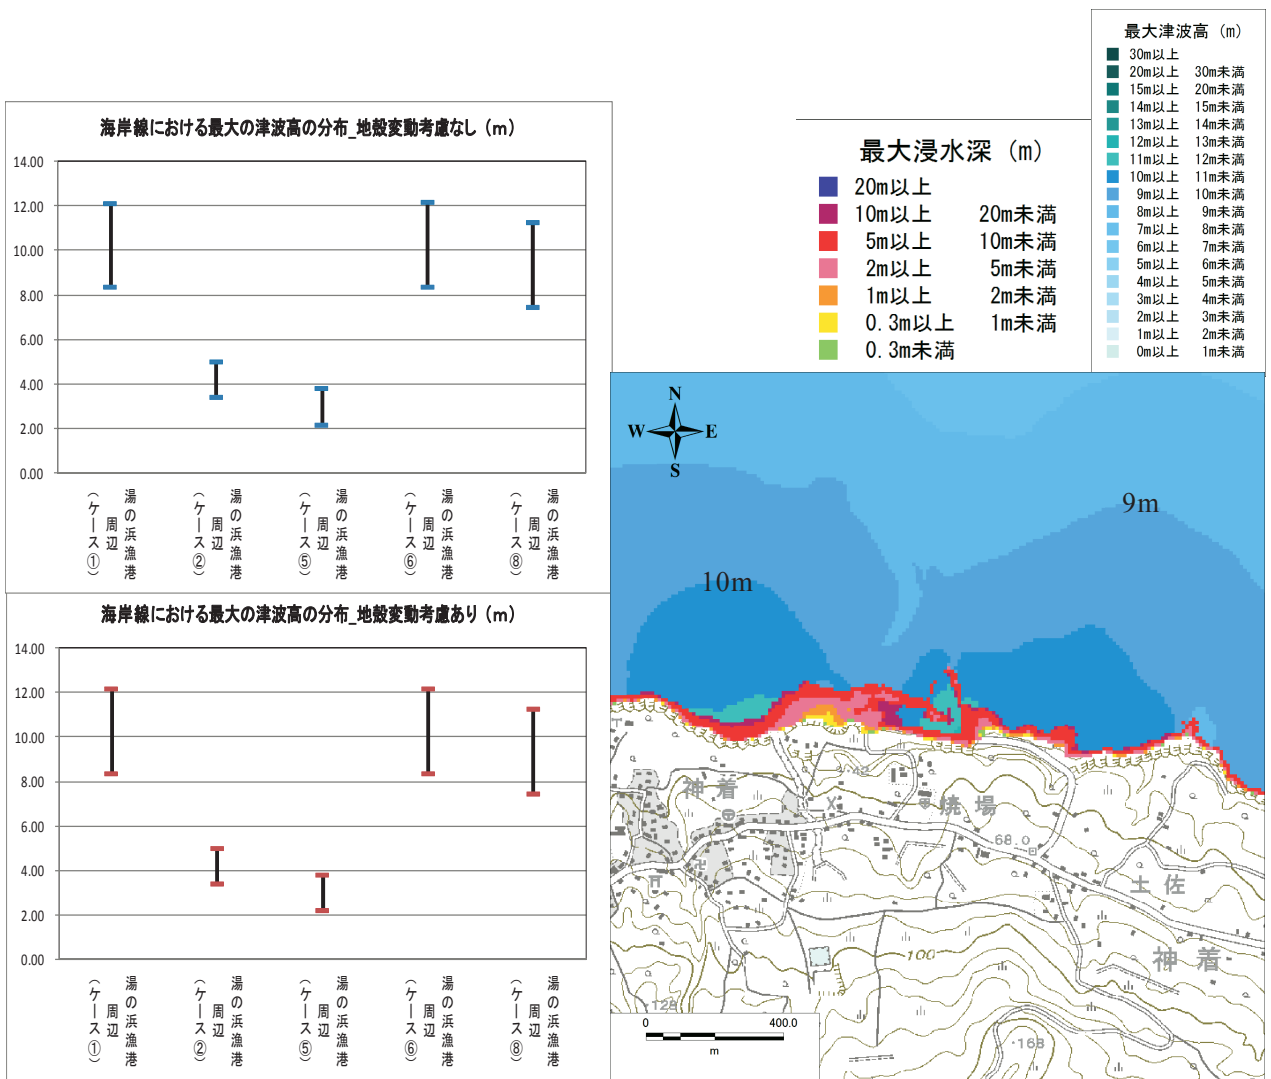 海岸線における最大の津波高の分布_地殻変動考慮なし（m）
14.00
12.00
10.00
8.00
6.00
4.00
2.00
0.00
湯の浜漁港
周辺
（ケース①）
湯の浜漁港
周辺
（ケース②）
湯の浜漁港
周辺
（ケース⑤）
湯の浜漁港
周辺
（ケース⑥）
湯の浜漁港
周辺
（ケース⑧）
海岸線における最大の津波高の分布_地殻変動考慮あり（m）
14.00
12.00
10.00
8.00
6.00
4.00
2.00
0.00
湯の浜漁港
周辺
（ケース①）
湯の浜漁港
周辺
（ケース②）
湯の浜漁港
周辺
（ケース⑤）
湯の浜漁港
周辺
（ケース⑥）
湯の浜漁港
周辺
（ケース⑧）
最大浸水深（m）
20m以上
10m以上 20m未満
5m以上 10m未満
2m以上 5m未満
1m以上 2m未満
0.3m以上 1m未満
0.3m未満
最大津波高（m）
30m以上
20m以上 30m未満
15m以上 20m未満
14m以上 15m未満
13m以上 14m未満
12m以上 13m未満
11m以上 12m未満
10m以上 11m未満
9m以上 10m未満
8m以上 9m未満
7m以上 8m未満
6m以上 7m未満
5m以上 6m未満
4m以上 5m未満
3m以上 4m未満
2m以上 3m未満
1m以上 2m未満
0m以上 1m未満
N
W E
S
9m
10m
・42
神着
焼場
68.0
土佐
神着
100
・128
・168
0 400.0
m